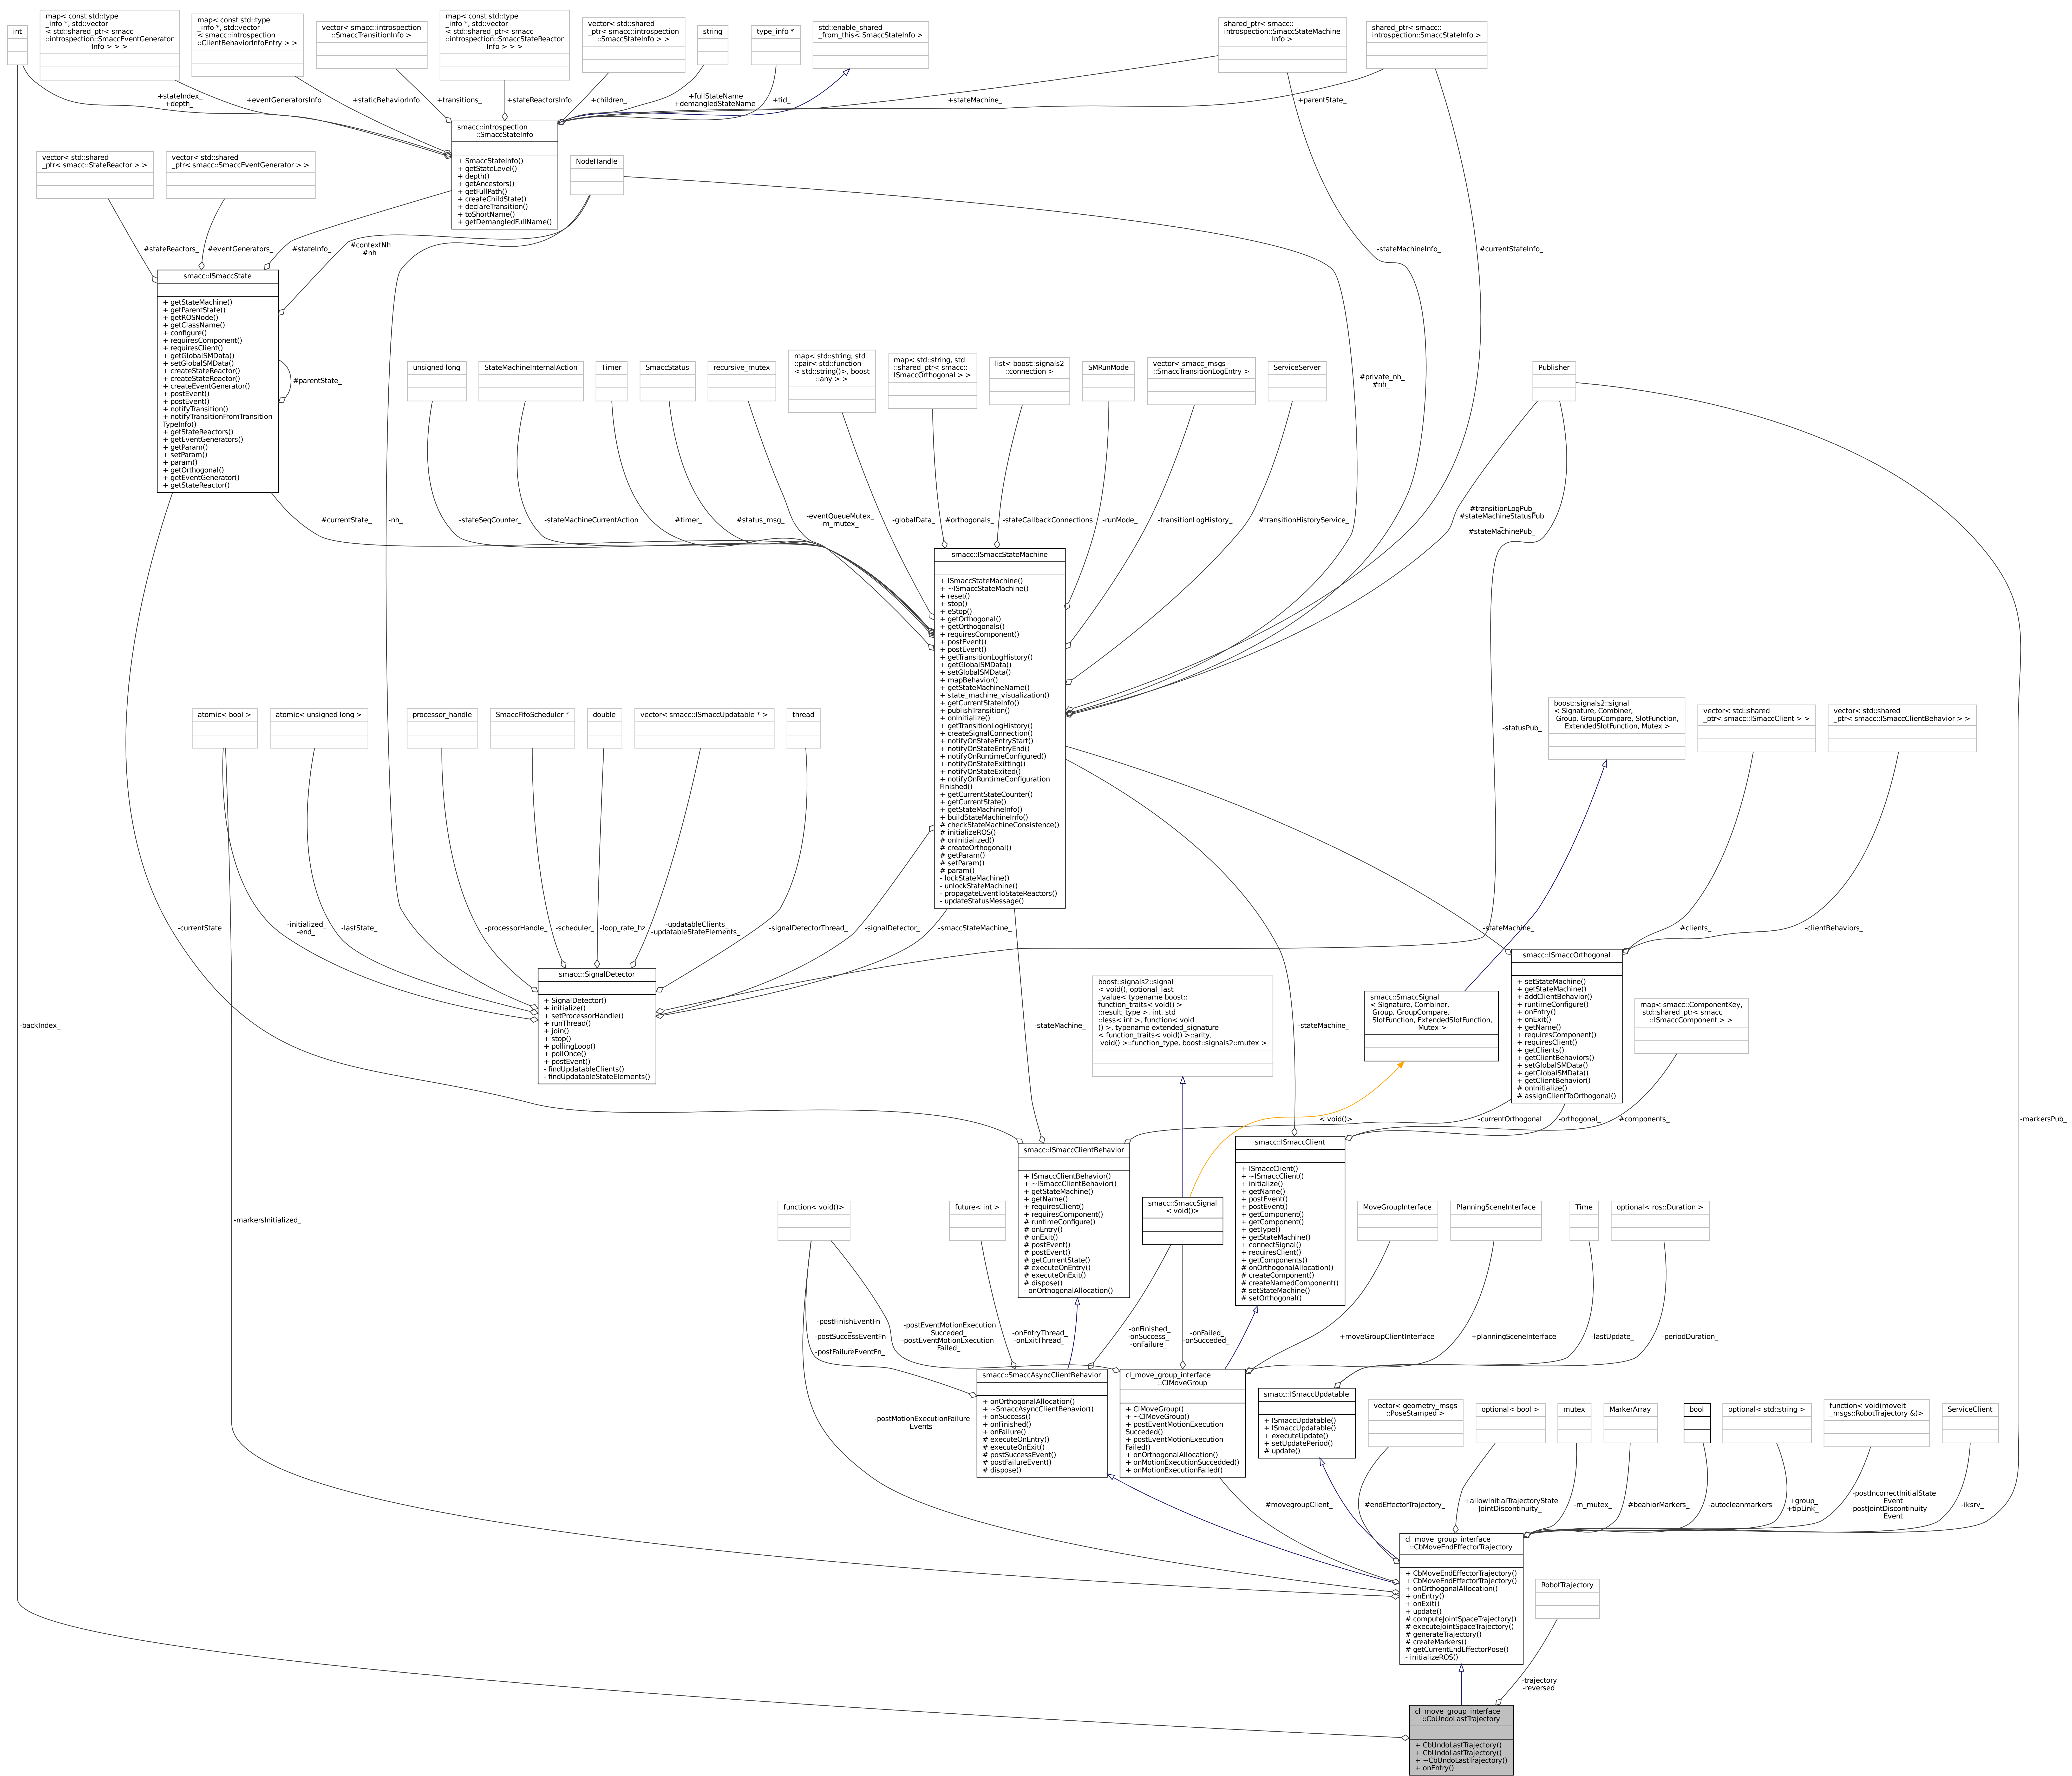 int
map< const std::type
_info *, std::vector
< std::shared_ptr< smacc
::introspection::SmaccEventGenerator
Info > > >
map< const std::type
_info *, std::vector
< smacc::introspection
::ClientBehaviorInfoEntry > >
vector< smacc::introspection
::SmaccTransitionInfo >
map< const std::type
_info *, std::vector
< std::shared_ptr< smacc
::introspection::SmaccStateReactor
Info > > >
vector< std::shared
_ptr< smacc::introspection
::SmaccStateInfo > >
string
type_info *
std::enable_shared
_from_this< SmaccStateInfo >
shared_ptr< smacc::
introspection::SmaccStateMachine
Info >
shared_ptr< smacc::
introspection::SmaccStateInfo >
+stateIndex_
+depth_
+eventGeneratorsInfo
+staticBehaviorInfo
+transitions_
+stateReactorsInfo
+children_
+fullStateName
+demangledStateName
+tid_
+stateMachine_
+parentState_
smacc::introspection
::SmaccStateInfo
+ SmaccStateInfo()
+ getStateLevel()
+ depth()
+ getAncestors()
+ getFullPath()
+ createChildState()
+ declareTransition()
+ toShortName()
+ getDemangledFullName()
vector< std::shared
_ptr< smacc::StateReactor > >
vector< std::shared
_ptr< smacc::SmaccEventGenerator > >
NodeHandle
#stateReactors_
#eventGenerators_
#stateInfo_
#contextNh
#nh
-stateMachineInfo_
#currentStateInfo_
smacc::ISmaccState
+ getStateMachine()
+ getParentState()
+ getROSNode()
+ getClassName()
+ configure()
+ requiresComponent()
+ requiresClient()
+ getGlobalSMData()
+ setGlobalSMData()
+ createStateReactor()
+ createStateReactor()
+ createEventGenerator()
+ postEvent()
+ postEvent()
+ notifyTransition()
+ notifyTransitionFromTransition
TypeInfo()
+ getStateReactors()
+ getEventGenerators()
+ getParam()
+ setParam()
+ param()
+ getOrthogonal()
+ getEventGenerator()
+ getStateReactor()
#parentState_
unsigned long
StateMachineInternalAction
Timer
SmaccStatus
recursive_mutex
map< std::string, std
::pair< std::function
< std::string()>, boost
::any > >
map< std::string, std
::shared_ptr< smacc::
ISmaccOrthogonal > >
list< boost::signals2
::connection >
SMRunMode
vector< smacc_msgs
::SmaccTransitionLogEntry >
ServiceServer
#private_nh_
#nh_
Publisher
#currentState_
-nh_
-stateSeqCounter_
-stateMachineCurrentAction
#timer_
#status_msg_
-eventQueueMutex_
-m_mutex_
-globalData_
#orthogonals_
-stateCallbackConnections
-runMode_
-transitionLogHistory_
#transitionHistoryService_
#transitionLogPub_
#stateMachineStatusPub
_
#stateMachinePub_
smacc::ISmaccStateMachine
+ ISmaccStateMachine()
+ ~ISmaccStateMachine()
+ reset()
+ stop()
+ eStop()
+ getOrthogonal()
+ getOrthogonals()
+ requiresComponent()
+ postEvent()
+ postEvent()
+ getTransitionLogHistory()
+ getGlobalSMData()
+ setGlobalSMData()
+ mapBehavior()
+ getStateMachineName()
+ state_machine_visualization()
+ getCurrentStateInfo()
+ publishTransition()
+ onInitialize()
+ getTransitionLogHistory()
+ createSignalConnection()
+ notifyOnStateEntryStart()
+ notifyOnStateEntryEnd()
+ notifyOnRuntimeConfigured()
+ notifyOnStateExitting()
+ notifyOnStateExited()
+ notifyOnRuntimeConfiguration
Finished()
+ getCurrentStateCounter()
+ getCurrentState()
+ getStateMachineInfo()
+ buildStateMachineInfo()
# checkStateMachineConsistence()
# initializeROS()
# onInitialized()
# createOrthogonal()
# getParam()
# setParam()
# param()
- lockStateMachine()
- unlockStateMachine()
- propagateEventToStateReactors()
- updateStatusMessage()
atomic< bool >
atomic< unsigned long >
processor_handle
SmaccFifoScheduler *
double
vector< smacc::ISmaccUpdatable * >
thread
boost::signals2::signal
< Signature, Combiner,
Group, GroupCompare, SlotFunction,
ExtendedSlotFunction, Mutex >
vector< std::shared
_ptr< smacc::ISmaccClient > >
vector< std::shared
_ptr< smacc::ISmaccClientBehavior > >
-statusPub_
-currentState
-initialized_
-end_
-lastState_
-processorHandle_
-scheduler_
-loop_rate_hz
-updatableClients_
-updatableStateElements_
-signalDetectorThread_
-signalDetector_
-smaccStateMachine_
-stateMachine_
#clients_
-clientBehaviors_
smacc::SignalDetector
+ SignalDetector()
+ initialize()
+ setProcessorHandle()
+ runThread()
+ join()
+ stop()
+ pollingLoop()
+ pollOnce()
+ postEvent()
- findUpdatableClients()
- findUpdatableStateElements()
smacc::ISmaccOrthogonal
+ setStateMachine()
+ getStateMachine()
+ addClientBehavior()
+ runtimeConfigure()
+ onEntry()
+ onExit()
+ getName()
+ requiresComponent()
+ requiresClient()
+ getClients()
+ getClientBehaviors()
+ setGlobalSMData()
+ getGlobalSMData()
+ getClientBehavior()
# onInitialize()
# assignClientToOrthogonal()
boost::signals2::signal
< void(), optional_last
_value< typename boost::
function_traits< void() >
::result_type >, int, std
::less< int >, function< void
() >, typename extended_signature
< function_traits< void() >::arity,
void() >::function_type, boost::signals2::mutex >
smacc::SmaccSignal
< Signature, Combiner,
Group, GroupCompare,
SlotFunction, ExtendedSlotFunction,
Mutex >
map< smacc::ComponentKey,
std::shared_ptr< smacc
::ISmaccComponent > >
-backIndex_
-stateMachine_
-stateMachine_
< void()>
-currentOrthogonal
-orthogonal_
#components_
-markersPub_
smacc::ISmaccClientBehavior
+ ISmaccClientBehavior()
+ ~ISmaccClientBehavior()
+ getStateMachine()
+ getName()
+ requiresClient()
+ requiresComponent()
# runtimeConfigure()
# onEntry()
# onExit()
# postEvent()
# postEvent()
# getCurrentState()
# executeOnEntry()
# executeOnExit()
# dispose()
- onOrthogonalAllocation()
smacc::ISmaccClient
+ ISmaccClient()
+ ~ISmaccClient()
+ initialize()
+ getName()
+ postEvent()
+ postEvent()
+ getComponent()
+ getComponent()
+ getType()
+ getStateMachine()
+ connectSignal()
+ requiresClient()
+ getComponents()
# onOrthogonalAllocation()
# createComponent()
# createNamedComponent()
# setStateMachine()
# setOrthogonal()
smacc::SmaccSignal
< void()>
function< void()>
future< int >
MoveGroupInterface
PlanningSceneInterface
Time
optional< ros::Duration >
-markersInitialized_
-postFinishEventFn
_
-postSuccessEventFn
_
-postFailureEventFn_
-postEventMotionExecution
Succeded_
-postEventMotionExecution
Failed_
-onEntryThread_
-onExitThread_
-onFinished_
-onSuccess_
-onFailure_
-onFailed_
-onSucceded_
+moveGroupClientInterface
+planningSceneInterface
-lastUpdate_
-periodDuration_
smacc::SmaccAsyncClientBehavior
+ onOrthogonalAllocation()
+ ~SmaccAsyncClientBehavior()
+ onSuccess()
+ onFinished()
+ onFailure()
# executeOnEntry()
# executeOnExit()
# postSuccessEvent()
# postFailureEvent()
# dispose()
cl_move_group_interface
::ClMoveGroup
+ ClMoveGroup()
+ ~ClMoveGroup()
+ postEventMotionExecution
Succeded()
+ postEventMotionExecution
Failed()
+ onOrthogonalAllocation()
+ onMotionExecutionSuccedded()
+ onMotionExecutionFailed()
smacc::ISmaccUpdatable
+ ISmaccUpdatable()
+ ISmaccUpdatable()
+ executeUpdate()
+ setUpdatePeriod()
# update()
vector< geometry_msgs
::PoseStamped >
optional< bool >
mutex
MarkerArray
bool
optional< std::string >
function< void(moveit
_msgs::RobotTrajectory &)>
ServiceClient
-postMotionExecutionFailure
Events
#movegroupClient_
#endEffectorTrajectory_
+allowInitialTrajectoryState
JointDiscontinuity_
-m_mutex_
#beahiorMarkers_
-autocleanmarkers
+group_
+tipLink_
-postIncorrectInitialState
Event
-postJointDiscontinuity
Event
-iksrv_
cl_move_group_interface
::CbMoveEndEffectorTrajectory
+ CbMoveEndEffectorTrajectory()
+ CbMoveEndEffectorTrajectory()
+ onOrthogonalAllocation()
+ onEntry()
+ onExit()
+ update()
# computeJointSpaceTrajectory()
# executeJointSpaceTrajectory()
# generateTrajectory()
# createMarkers()
# getCurrentEndEffectorPose()
- initializeROS()
RobotTrajectory
-trajectory
-reversed
cl_move_group_interface
::CbUndoLastTrajectory
+ CbUndoLastTrajectory()
+ CbUndoLastTrajectory()
+ ~CbUndoLastTrajectory()
+ onEntry()